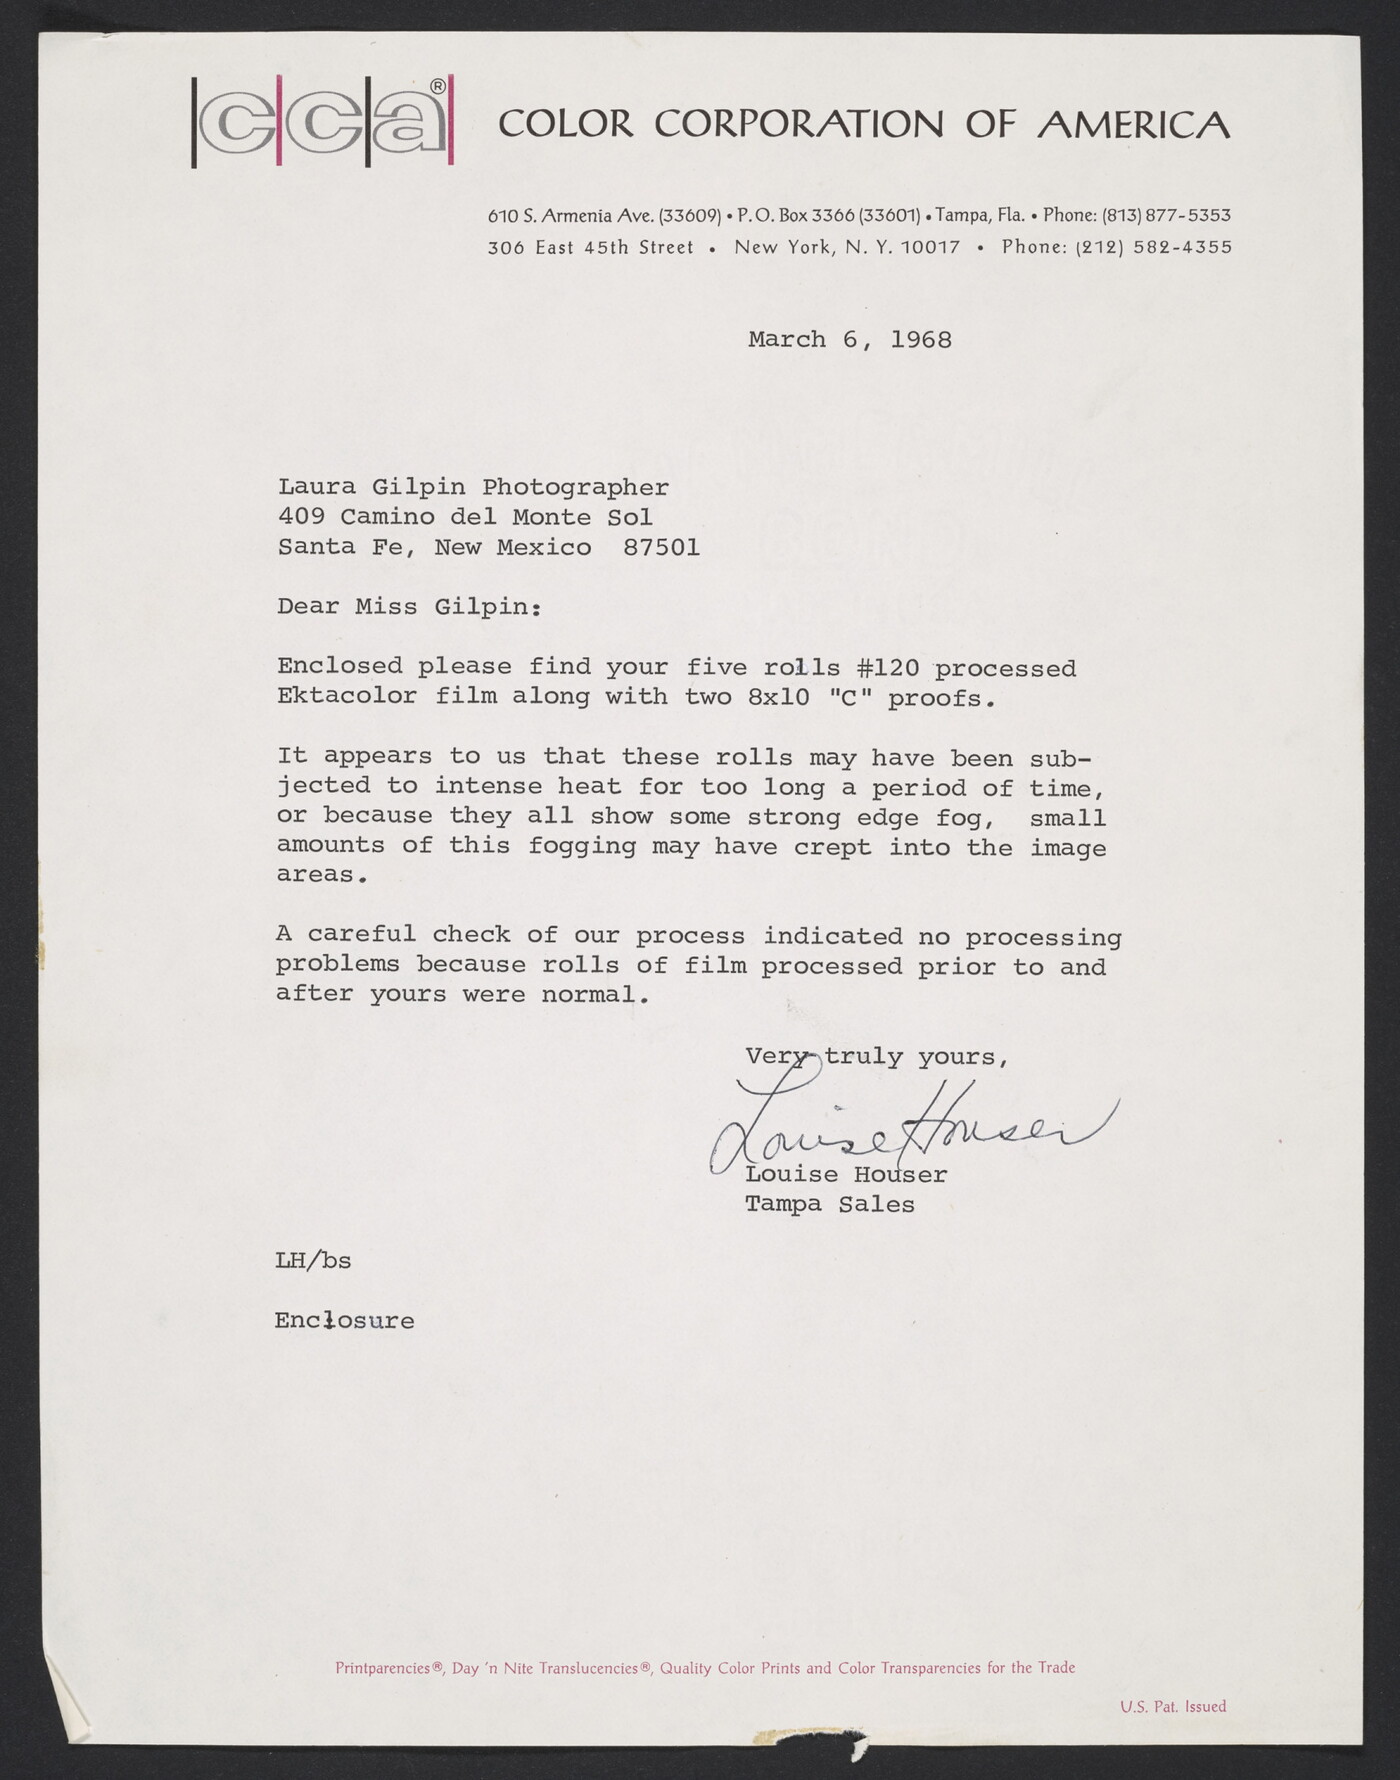 cca®
COLOR CORPORATION OF AMERICA
610 S. Armenia Ave. (33609) • P.O. Box 3366 (33601) • Tampa, Fla. • Phone: (813) 877-5353
306 East 45th Street • New York, N. Y. 10017 • Phone: (212) 582-4355
March 6, 1968
Laura Gilpin Photographer
409 Camino del Monte Sol
Santa Fe, New Mexico 87501
Dear Miss Gilpin:
Enclosed please find your five rolls #120 processed
Ektacolor film along with two 8x10 "C" proofs.
It appears to us that these rolls may have been sub-
jected to intense heat for too long a period of time,
or because they all show some strong edge fog, small
amounts of this fogging may have crept into the image
areas.
A careful check of our process indicated no processing
problems because rolls of film processed prior to and
after yours were normal.
Very truly yours,
Louise Houser
Louise Houser
Tampa Sales
LH/bs
Enclosure
Printparencies®, Day 'n Nite Translucencies®, Quality Color Prints and Color Transparencies for the Trade
U.S. Pat. Issued